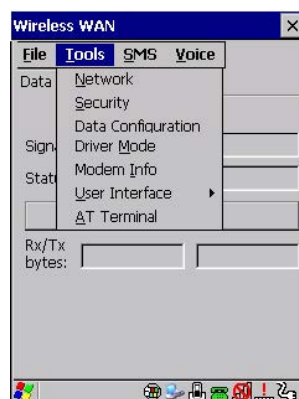 Wireless WAN
File Tools SMS Voice
Data
Network
Security
Data Configuration
Sign
Driver Mode
Modem Info
Stat
User Interface
AT Terminal
Rx/Tx
bytes: